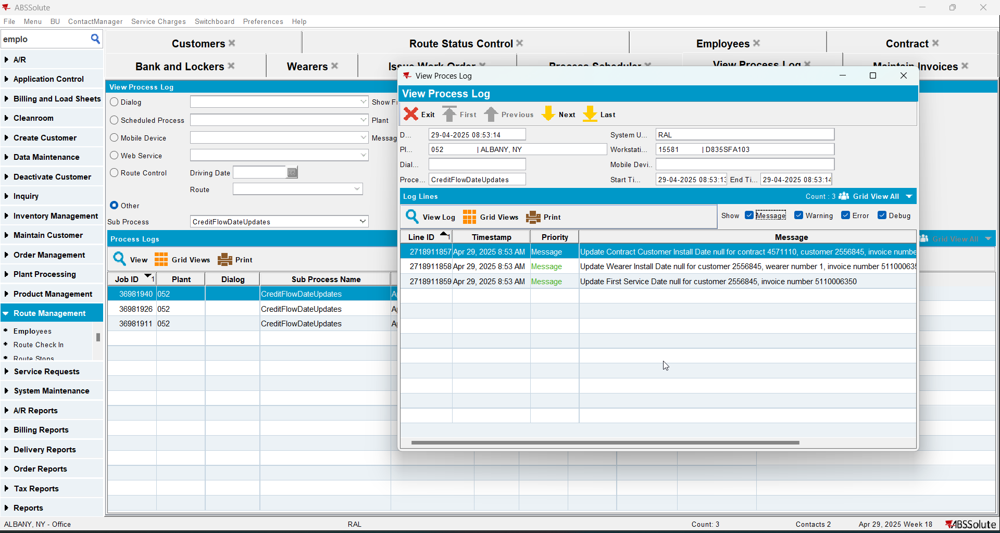 ABSSolute
File Menu BU ContactManager Service Charges Switchboard Preferences Help
emplo
Customers
Route Status Control
Employees
Contract
Bank and Lockers
Wearers
Issue Work Order
Process Scheduler
View Process Log
Maintain Invoices
A/R
Application Control
Billing and Load Sheets
Cleanroom
Create Customer
Data Maintenance
Deactivate Customer
Inquiry
Inventory Management
Maintain Customer
Order Management
Plant Processing
Product Management
Route Management
Employees
Route Check In
Route Stops
Service Requests
System Maintenance
A/R Reports
Billing Reports
Delivery Reports
Order Reports
Tax Reports
Reports
View Process Log
Dialog
Show F
Scheduled Process
Plant
Mobile Device
Messag
Web Service
Route Control
Driving Date
16
Route
Other
Sub Process
CreditFlowDateUpdates
Process Logs
Grid View All
View Grid Views Print
Job ID 1 Plant Dialog Sub Process Name
36981940 052 CreditFlowDateUpdates A
36981926 052 CreditFlowDateUpdates A
36981911 052 CreditFlowDateUpdates A
View Proces Log
View Process Log
Exit First Previous Next Last
D... 29-04-2025 08:53:14 System U... RAL
Pl... 052 | ALBANY, NY Workstati... 15581 | D835SFA103
Dial... Mobile Devi..
Proce... CreditFlowDateUpdates Start Ti... 29-04-2025 08:53:13 End Ti... 29-04-2025 08:53:14
Log Lines Count : 3 Grid View All
View Log Grid Views Print Show Message Warning Error Debug
Line ID 1 Timestamp Priority Message
2718911857 Apr 29, 2025 8:53 AM Message Update Contract Customer Install Date null for contract 4571110, customer 2556845, invoice numbe
2718911858 Apr 29, 2025 8:53 AM Message Update Wearer Install Date null for customer 2556845, wearer number 1, invoice number 511000635
2718911859 Apr 29, 2025 8:53 AM Message Update First Service Date null for customer 2556845, invoice number 5110006350
ALBANY, NY - Office RAL Count: 3 Contacts 2 Apr 29, 2025 Week 18 ABSSolute